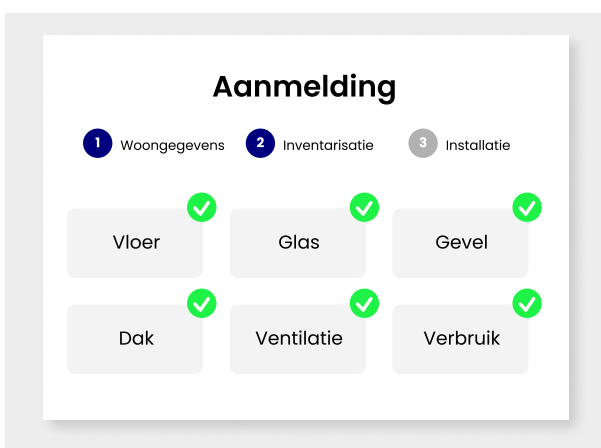 Aanmelding
1 Woongegevens 2 Inventarisatie 3 Installatie
Vloer Glas Gevel
Dak Ventilatie Verbruik